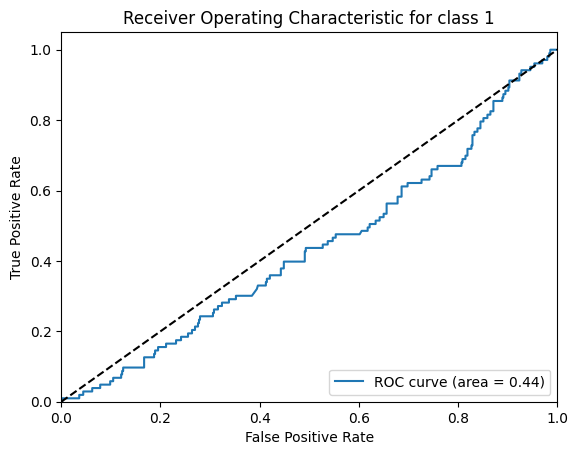 Receiver Operating Characteristic for class 1
True Positive Rate
1.0
0.8
0.6
0.4
0.2
0.0
ROC curve (area = 0.44)
0.0 0.2 0.4 0.6 0.8 1.0
False Positive Rate